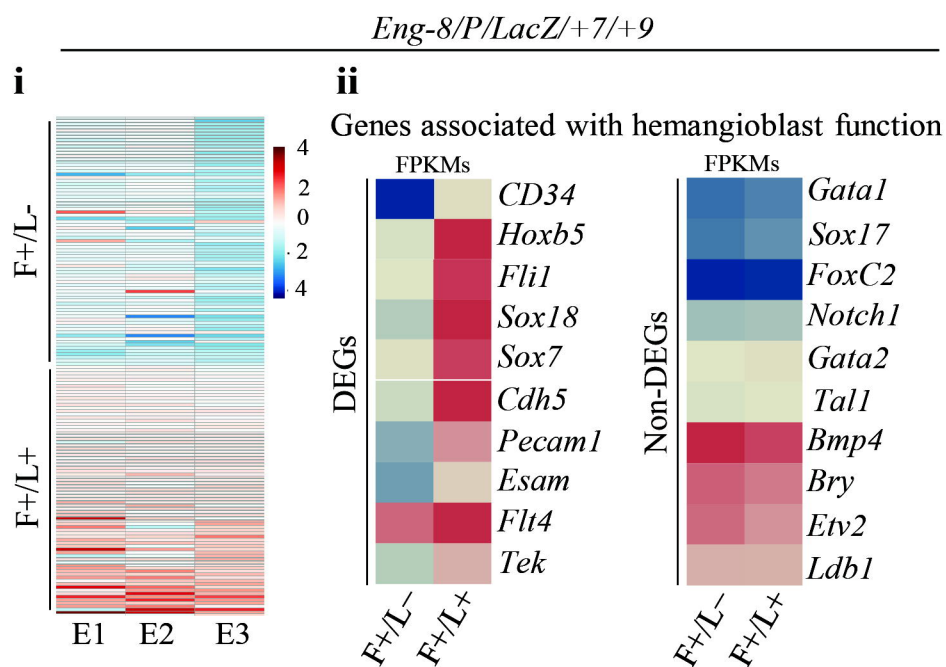 Eng-8/P/LacZ/+7/+9
i
ii
Genes associated with hemangioblast function
F+/L-
F+/L+
4
2
0
2
4
E1 E2 E3
FPKMs
DEGs
CD34
Hoxb5
Fli1
Sox18
Sox7
Cdh5
Pecam1
Esam
Flt4
Tek
F+/L−
F+/L+
FPKMs
Non-DEGs
Gata1
Sox17
FoxC2
Notch1
Gata2
Tal1
Bmp4
Bry
Etv2
Ldb1
F+/L−
F+/L+